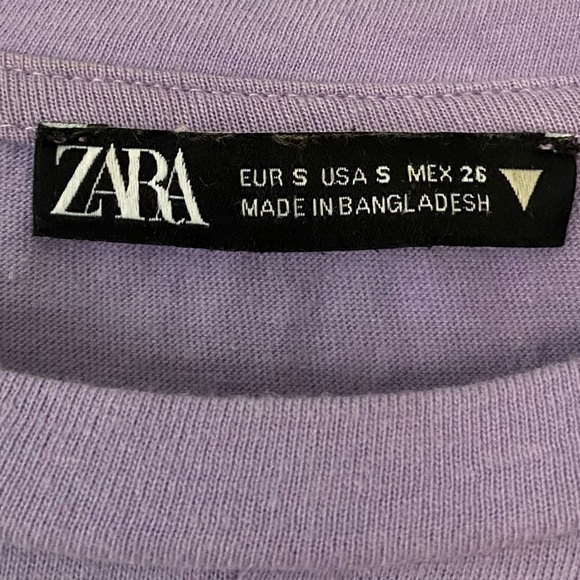 ZARA
EUR S USA S MEX 26
MADE IN BANGLADESH